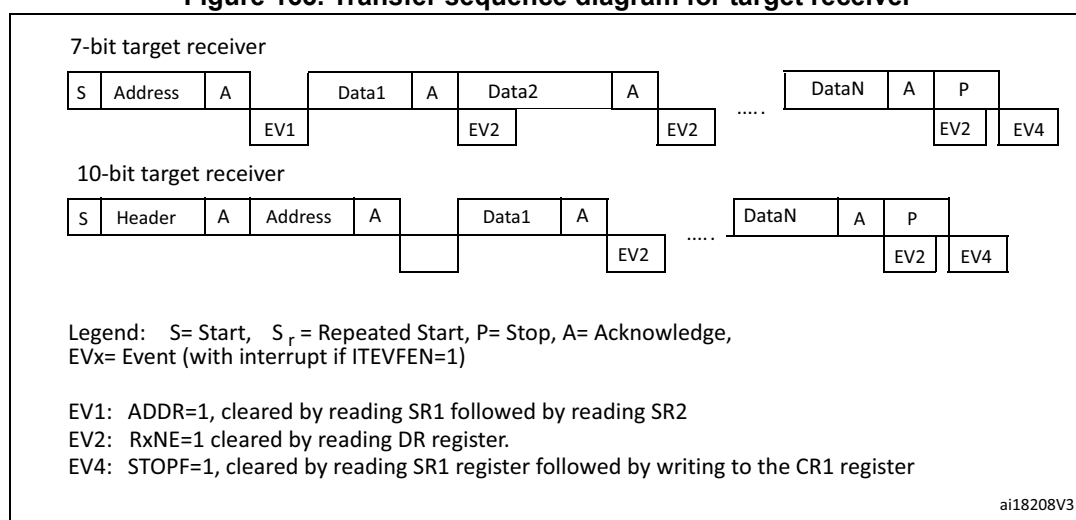 Figure 168. Transfer sequence diagram for target receiver
7-bit target receiver
S Address A Data1 A Data2 A ..... DataN A P
EV1 EV2 EV2 EV2 EV4
10-bit target receiver
S Header A Address A Data1 A ..... DataN A P
EV2 EV2 EV4
Legend: S= Start, S r = Repeated Start, P= Stop, A= Acknowledge,
EVx= Event (with interrupt if ITEVFEN=1)
EV1: ADDR=1, cleared by reading SR1 followed by reading SR2
EV2: RxNE=1 cleared by reading DR register.
EV4: STOPF=1, cleared by reading SR1 register followed by writing to the CR1 register
ai18208V3